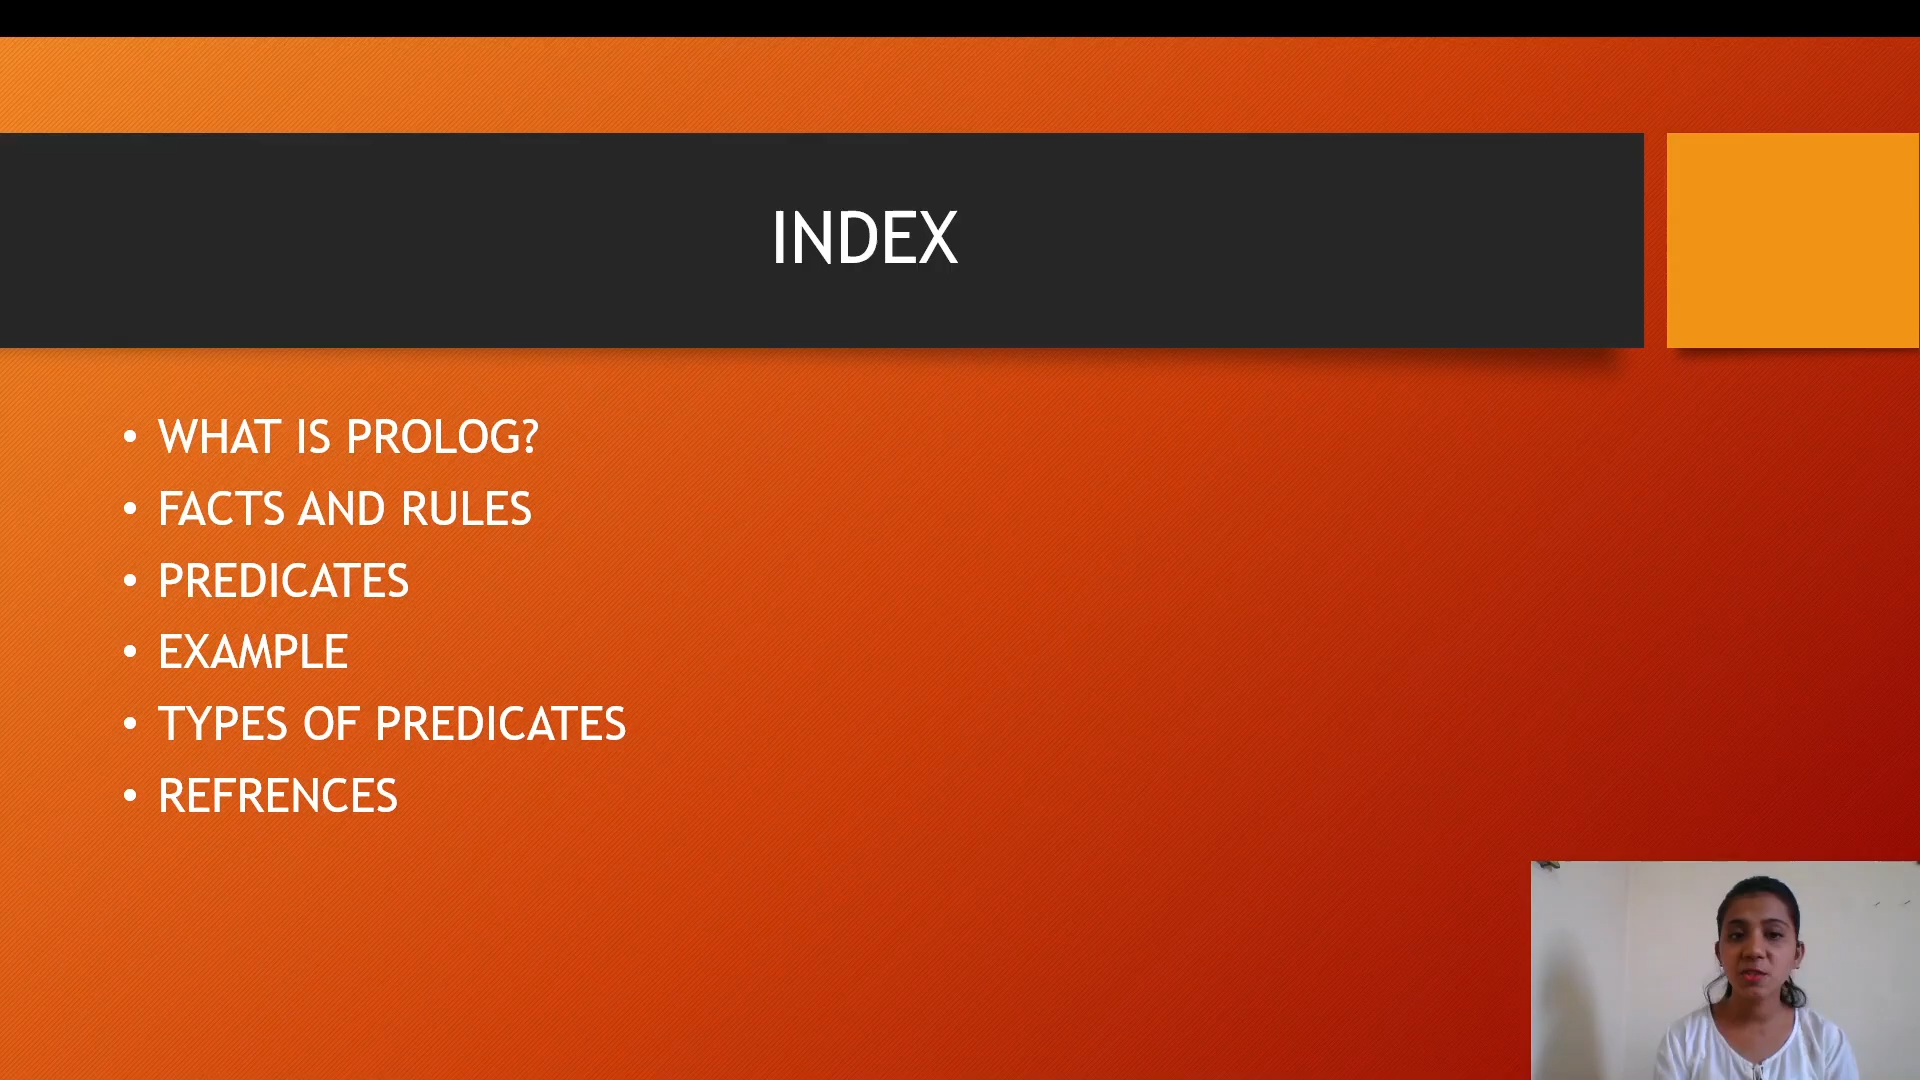 INDEX
• WHAT IS PROLOG?
• FACTS AND RULES
• PREDICATES
• EXAMPLE
• TYPES OF PREDICATES
• REFRENCES